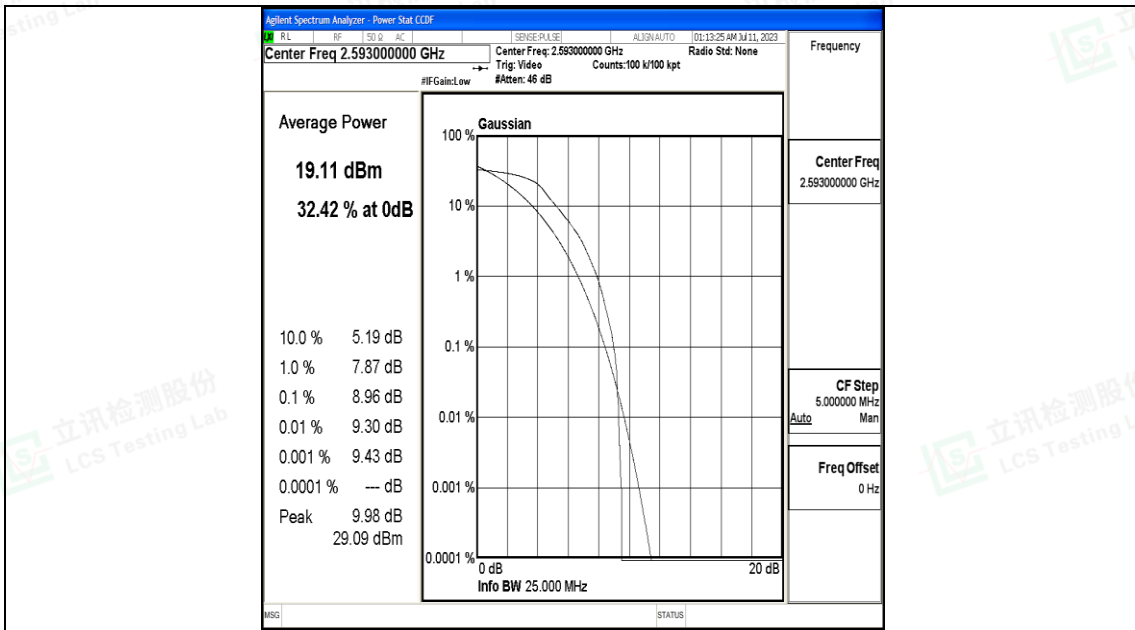 Agilent Spectrum Analyzer - Power Stat CCDF
RL RF 50 Ω AC SENSE:PULSE ALIGN AUTO 01:13:25 AM Jul 11, 2023
Center Freq 2.593000000 GHz
Center Freq: 2.593000000 GHz Radio Std: None
Trig: Video Counts:100 k/100 kpt
#IFGain:Low #Atten: 46 dB
Frequency
Average Power
19.11 dBm
32.42 % at 0dB
10.0 % 5.19 dB
1.0 % 7.87 dB
0.1 % 8.96 dB
0.01 % 9.30 dB
0.001 % 9.43 dB
0.0001 % --- dB
Peak 9.98 dB
29.09 dBm
Gaussian
100 %
10 %
1 %
0.1 %
0.01 %
0.001 %
0.0001 %
0 dB 20 dB
Info BW 25.000 MHz
Center Freq
2.593000000 GHz
CF Step
5.000000 MHz
Auto Man
Freq Offset
0 Hz
MSG STATUS
立讯检测股份
LCS Testing Lab
立讯检测股份
LCS Testing L